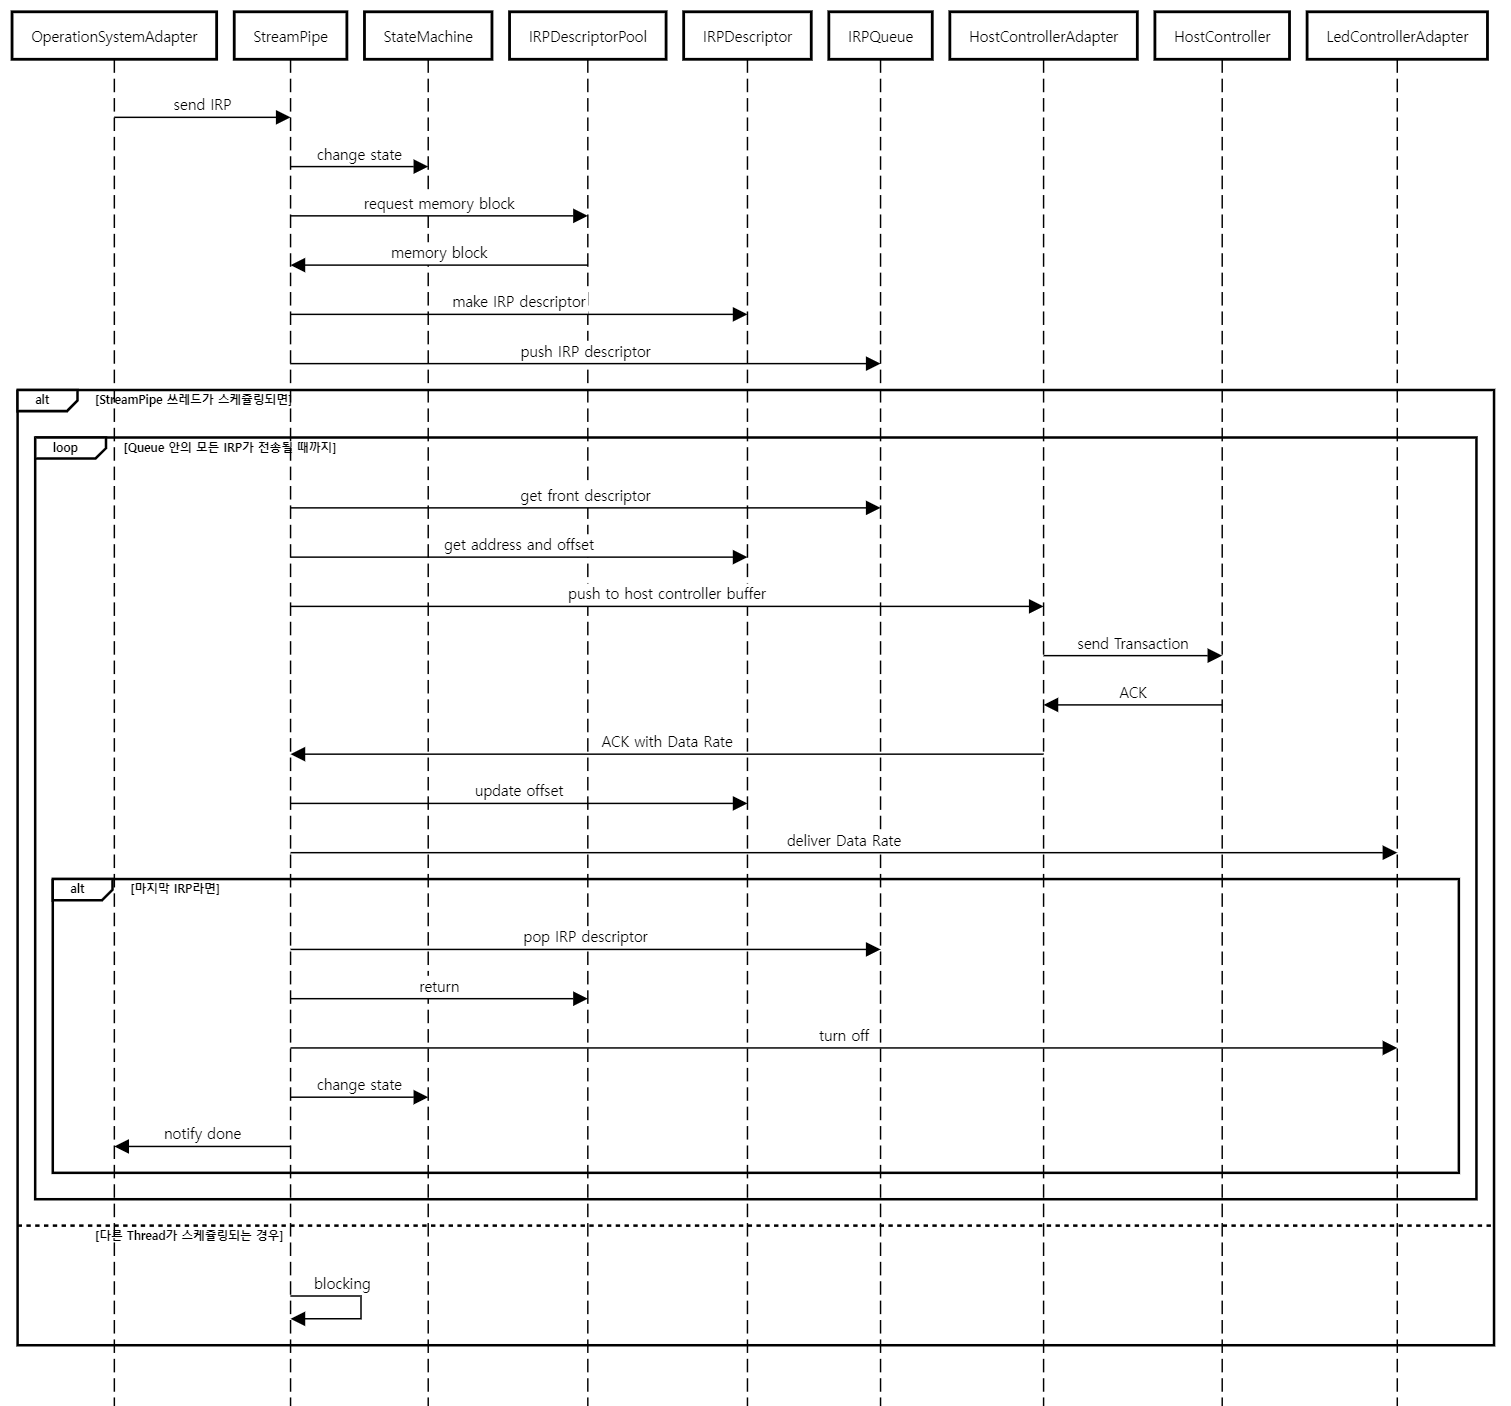 OperationSystemAdapter StreamPipe StateMachine IRPDescriptorPool IRPDescriptor IRPQueue HostControllerAdapter HostController LedControllerAdapter
send IRP
change state
request memory block
memory block
make IRP descriptor
push IRP descriptor
alt [StreamPipe 쓰레드가 스케쥴링되면]
loop [Queue 안의 모든 IRP가 전송될 때까지]
get front descriptor
get address and offset
push to host controller buffer
send Transaction
ACK
ACK with Data Rate
update offset
deliver Data Rate
alt [마지막 IRP라면]
pop IRP descriptor
return
turn off
change state
notify done
[다른 Thread가 스케쥴링되는 경우]
blocking